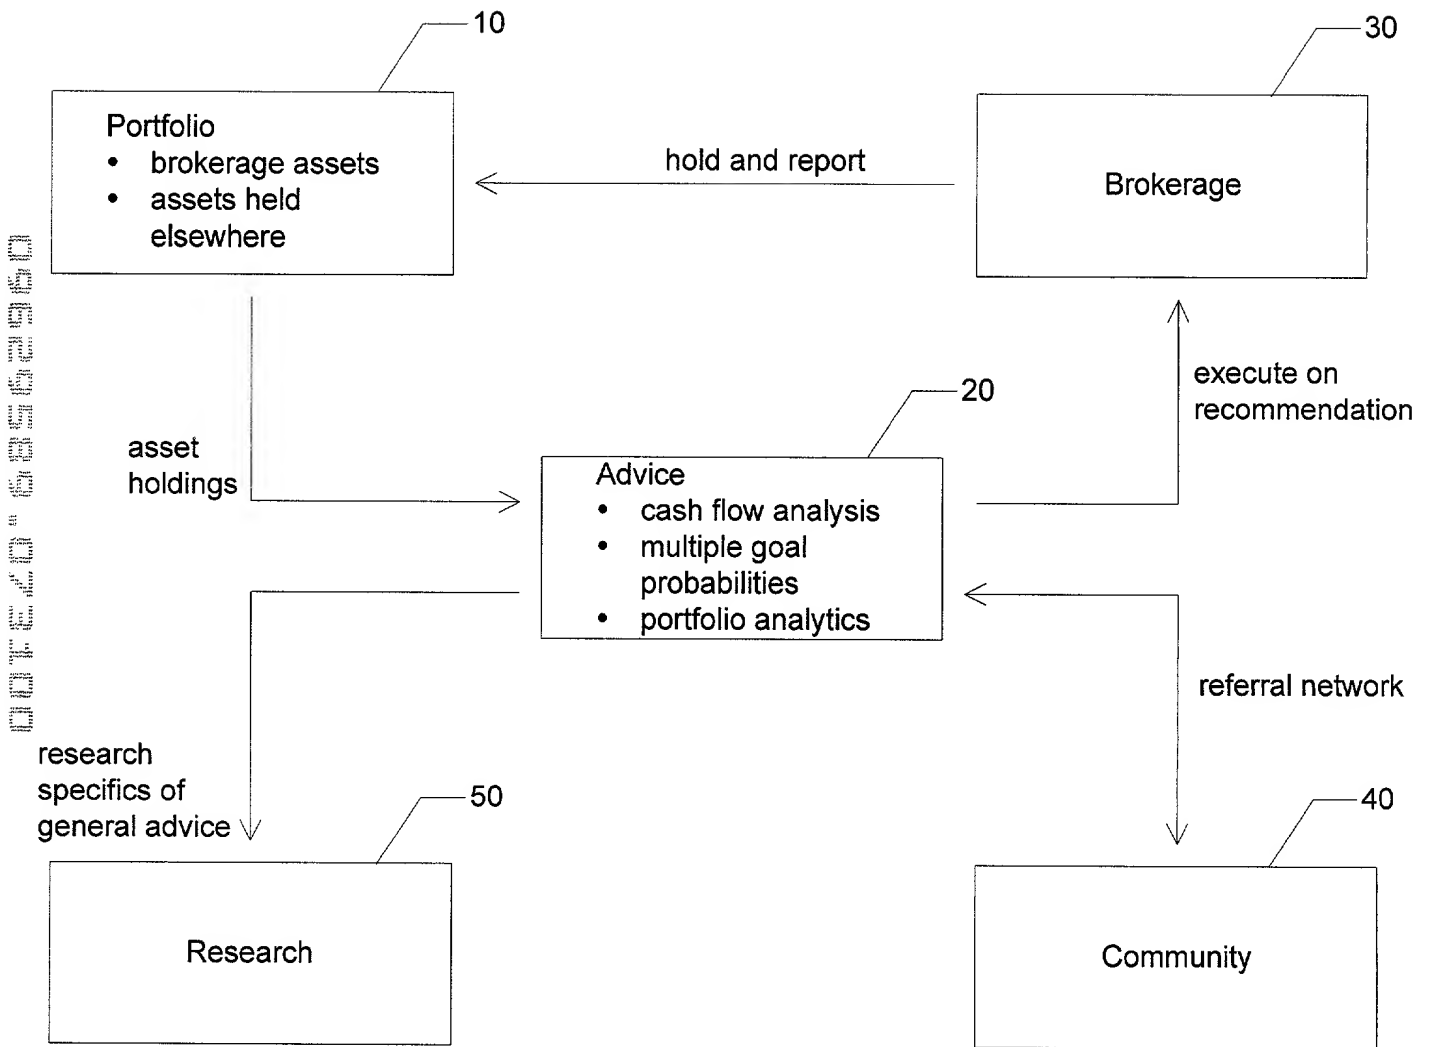 10
30
Portfolio
• brokerage assets
• assets held
elsewhere
hold and report
Brokerage
execute on
recommendation
20
asset
holdings
Advice
• cash flow analysis
• multiple goal
probabilities
• portfolio analytics
referral network
research
specifics of
general advice
50
40
Research
Community